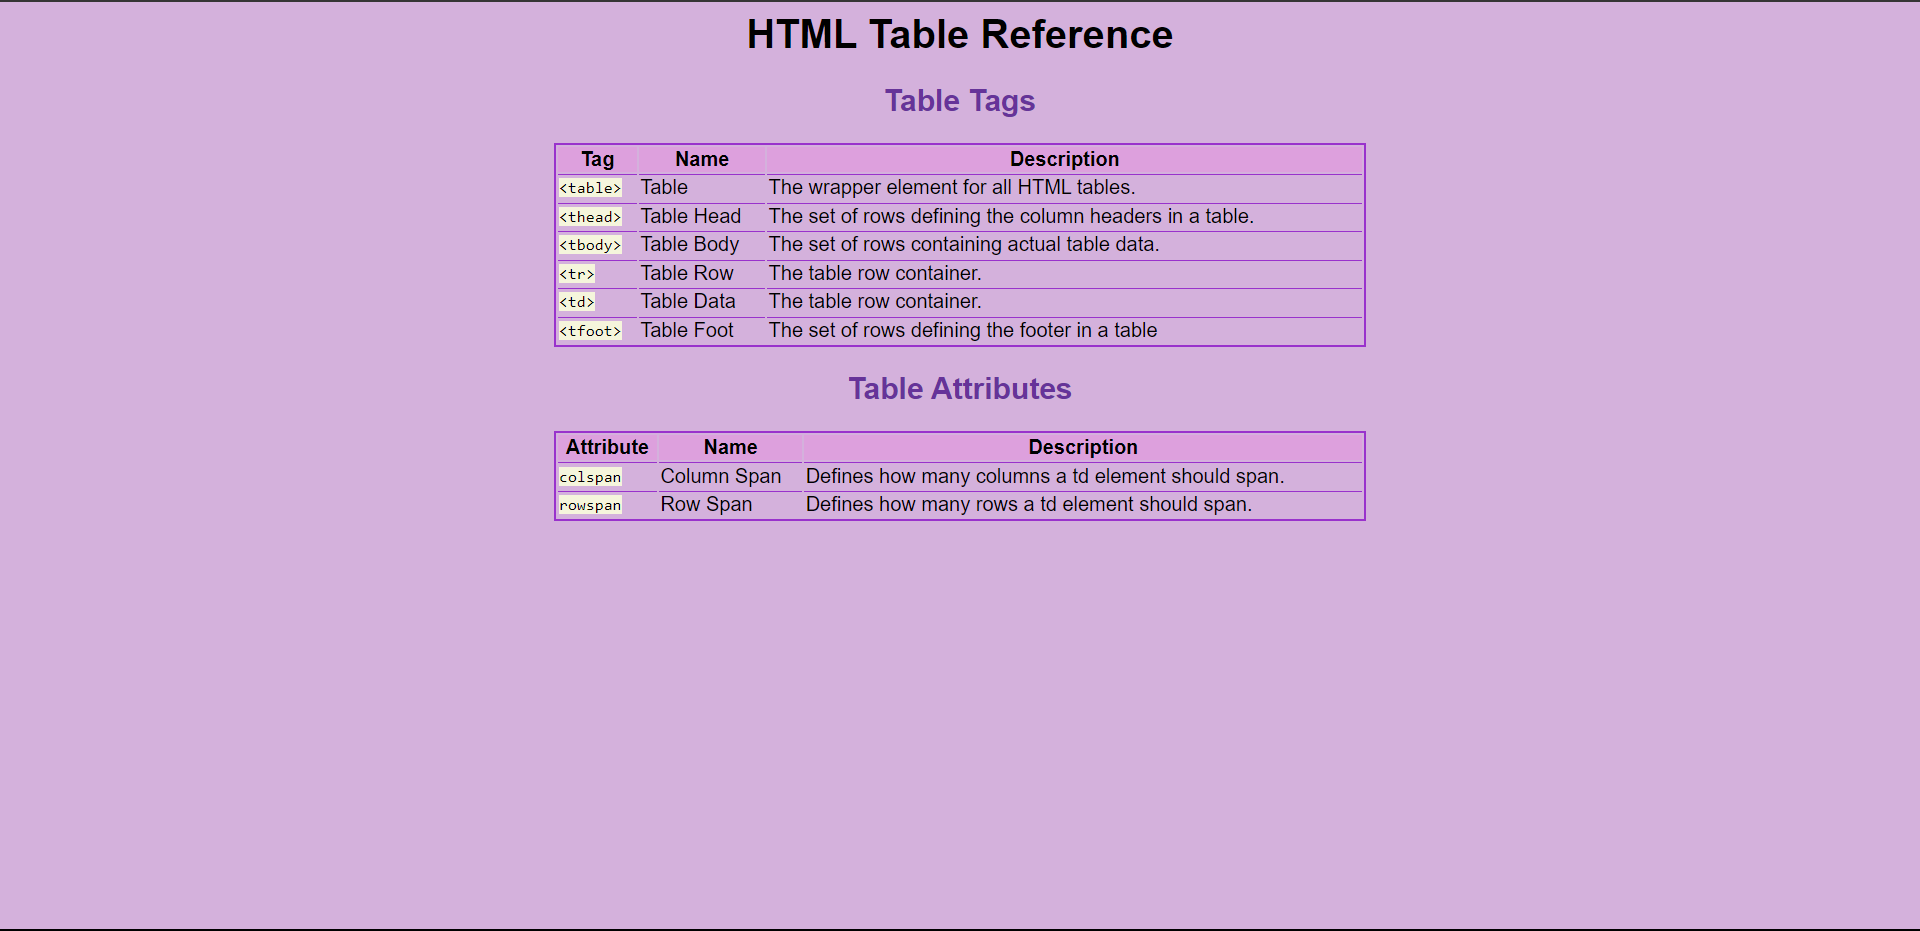 HTML Table Reference
Table Tags
Tag Name Description
<table> Table The wrapper element for all HTML tables.
<thead> Table Head The set of rows defining the column headers in a table.
<tbody> Table Body The set of rows containing actual table data.
<tr> Table Row The table row container.
<td> Table Data The table row container.
<tfoot> Table Foot The set of rows defining the footer in a table
Table Attributes
Attribute Name Description
colspan Column Span Defines how many columns a td element should span.
rowspan Row Span Defines how many rows a td element should span.